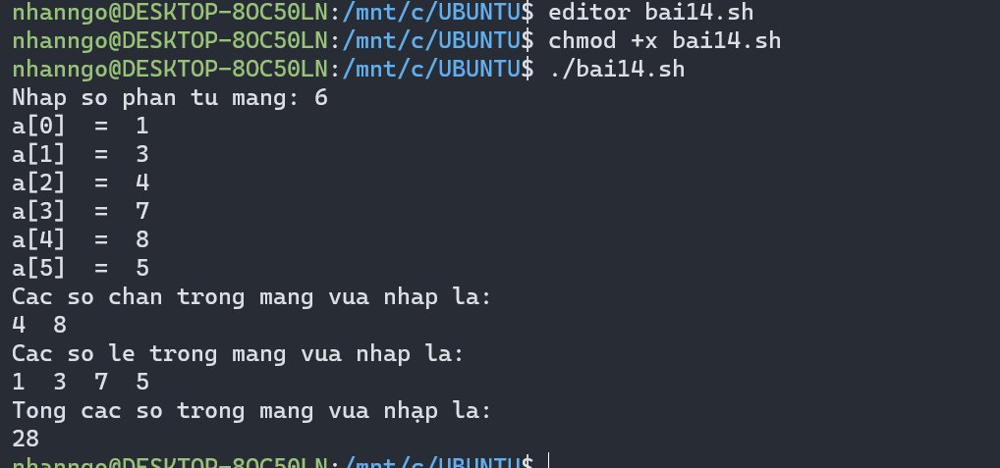 nhanngo@DESKTOP-8OC50LN:/mnt/c/UBUNTU$ editor bai14.sh
nhanngo@DESKTOP-8OC50LN:/mnt/c/UBUNTU$ chmod +x bai14.sh
nhanngo@DESKTOP-8OC50LN:/mnt/c/UBUNTU$ ./bai14.sh
Nhap so phan tu mang: 6
a[0]  =  1
a[1]  =  3
a[2]  =  4
a[3]  =  7
a[4]  =  8
a[5]  =  5
Cac so chan trong mang vua nhap la:
4  8
Cac so le trong mang vua nhap la:
1  3  7  5
Tong cac so trong mang vua nhạp la:
28
nhanngo@DESKTOP-8OC50LN:/mnt/c/UBUNTU$